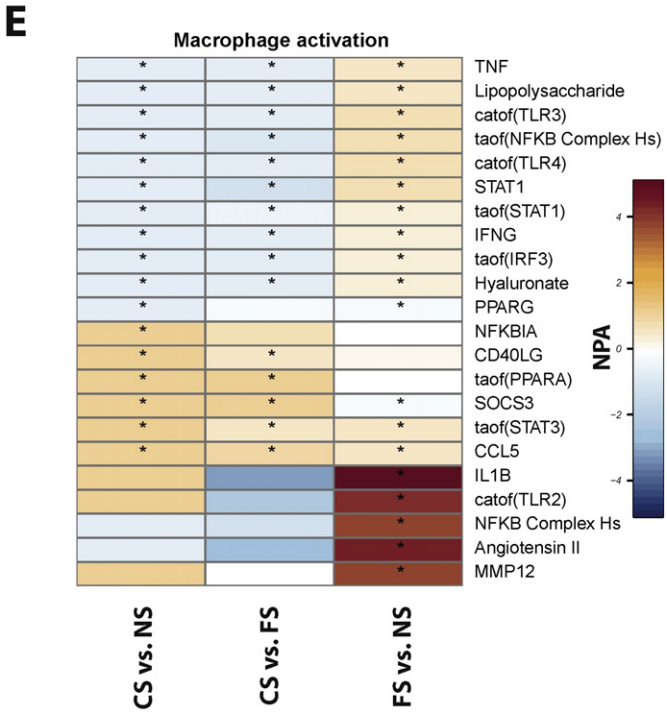 E
Macrophage activation
* * * TNF
* * * Lipopolysaccharide
* * * catof(TLR3)
* * * taof(NFKB Complex Hs)
* * * catof(TLR4)
* * * STAT1
* * * taof(STAT1)
* * * IFNG
* * * taof(IRF3)
* * * Hyaluronate
* * PPARG
* NFKBIA
* * CD40LG
* * taof(PPARA)
* * * SOCS3
* * * taof(STAT3)
* * * CCL5
* IL1B
* catof(TLR2)
* NFKB Complex Hs
* Angiotensin II
* MMP12
CS vs. NS
CS vs. FS
FS vs. NS
NPA
4
2
0
−2
−4